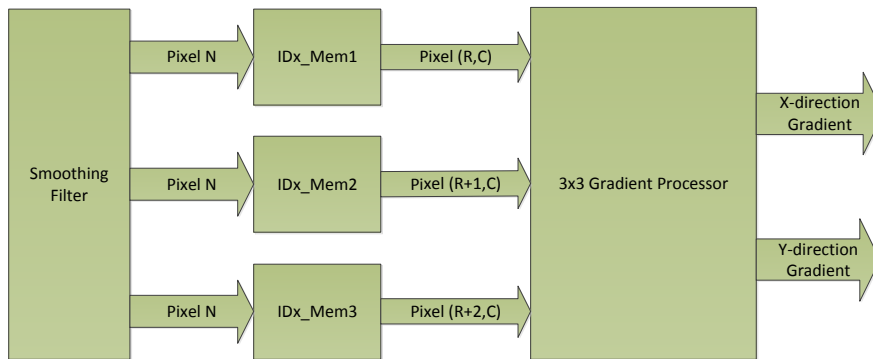 Smoothing
Filter
Pixel N
IDx_Mem1
Pixel (R,C)
Pixel N
IDx_Mem2
Pixel (R+1,C)
Pixel N
IDx_Mem3
Pixel (R+2,C)
3x3 Gradient Processor
X-direction
Gradient
Y-direction
Gradient